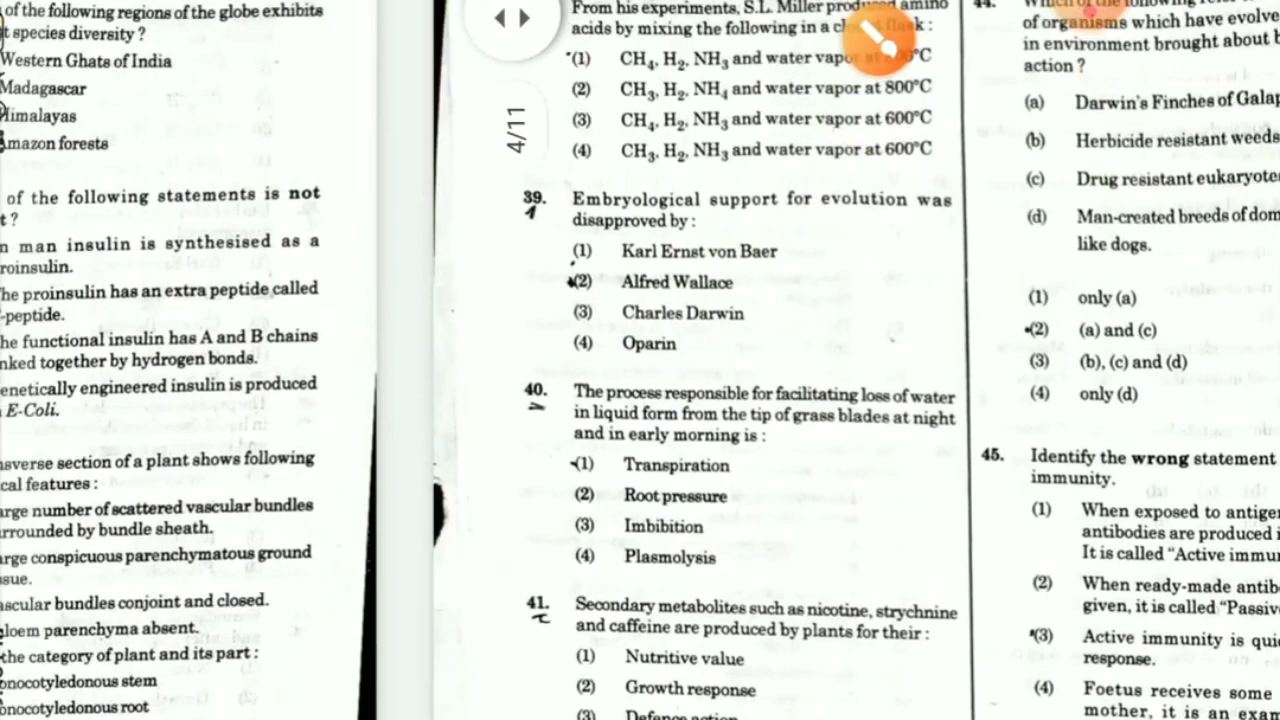 of the following regions of the globe exhibits
t species diversity ?
Western Ghats of India
Madagascar
Himalayas
Amazon forests
of the following statements is not
t ?
n man insulin is synthesised as a
roinsulin.
he proinsulin has an extra peptide called
-peptide.
he functional insulin has A and B chains
nked together by hydrogen bonds.
enetically engineered insulin is produced
E-Coli.
nsverse section of a plant shows following
cal features :
arge number of scattered vascular bundles
rrounded by bundle sheath.
arge conspicuous parenchymatous ground
sue.
ascular bundles conjoint and closed.
loem parenchyma absent.
the category of plant and its part :
onocotyledonous stem
onocotyledonous root
4/11
From his experiments, S.L. Miller produced amino
acids by mixing the following in a
(1) CH4, H2, NH3 and water vapor
(2) CH3, H2, NH4 and water vapor at 800°C
(3) CH4, H2, NH3 and water vapor at 600°C
(4) CH3, H2, NH3 and water vapor at 600°C
39. Embryological support for evolution was
disapproved by :
(1) Karl Ernst von Baer
(2) Alfred Wallace
(3) Charles Darwin
(4) Oparin
40. The process responsible for facilitating loss of water
in liquid form from the tip of grass blades at night
and in early morning is :
(1) Transpiration
(2) Root pressure
(3) Imbibition
(4) Plasmolysis
41. Secondary metabolites such as nicotine, strychnine
and caffeine are produced by plants for their :
(1) Nutritive value
(2) Growth response
(3) Defence action
44.
of organisms which have evolve
in environment brought about b
action ?
(a) Darwin's Finches of Galap
(b) Herbicide resistant weeds
(c) Drug resistant eukaryote
(d) Man-created breeds of dom
like dogs.
(1) only (a)
(2) (a) and (c)
(3) (b), (c) and (d)
(4) only (d)
45. Identify the wrong statement
immunity.
(1) When exposed to antigen
antibodies are produced i
It is called "Active immu
(2) When ready-made antib
given, it is called "Passiv
(3) Active immunity is quic
response.
(4) Foetus receives some
mother, it is an exam